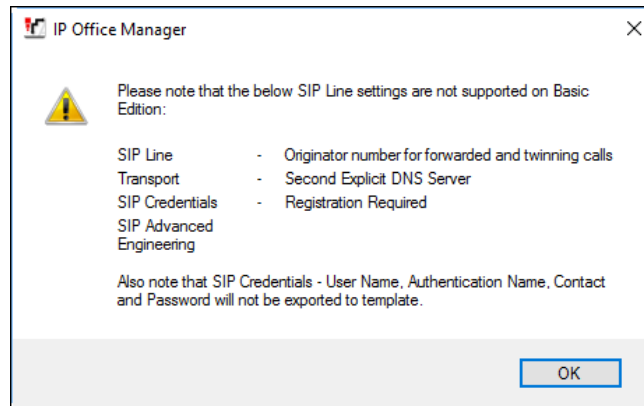 IP Office Manager
Please note that the below SIP Line settings are not supported on Basic
Edition:
SIP Line - Originator number for forwarded and twinning calls
Transport - Second Explicit DNS Server
SIP Credentials - Registration Required
SIP Advanced
Engineering
Also note that SIP Credentials - User Name, Authentication Name, Contact
and Password will not be exported to template.
OK